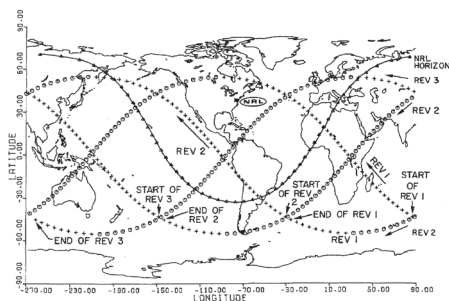 90.00
60.00
30.00
0.00
-30.00
-60.00
-90.00
LATITUDE
NRL
HORIZON
REV 3
REV 2
NRL
REV 2
REV 1
START OF
REV 3
END OF
REV 2
START OF
REV
2
END OF REV 1
START
OF
REV 1
END OF REV 3
REV 1
REV 2
-270.00
-230.00
-190.00
-150.00
-110.00
-70.00
-30.00
10.00
50.00
90.00
LONGITUDE